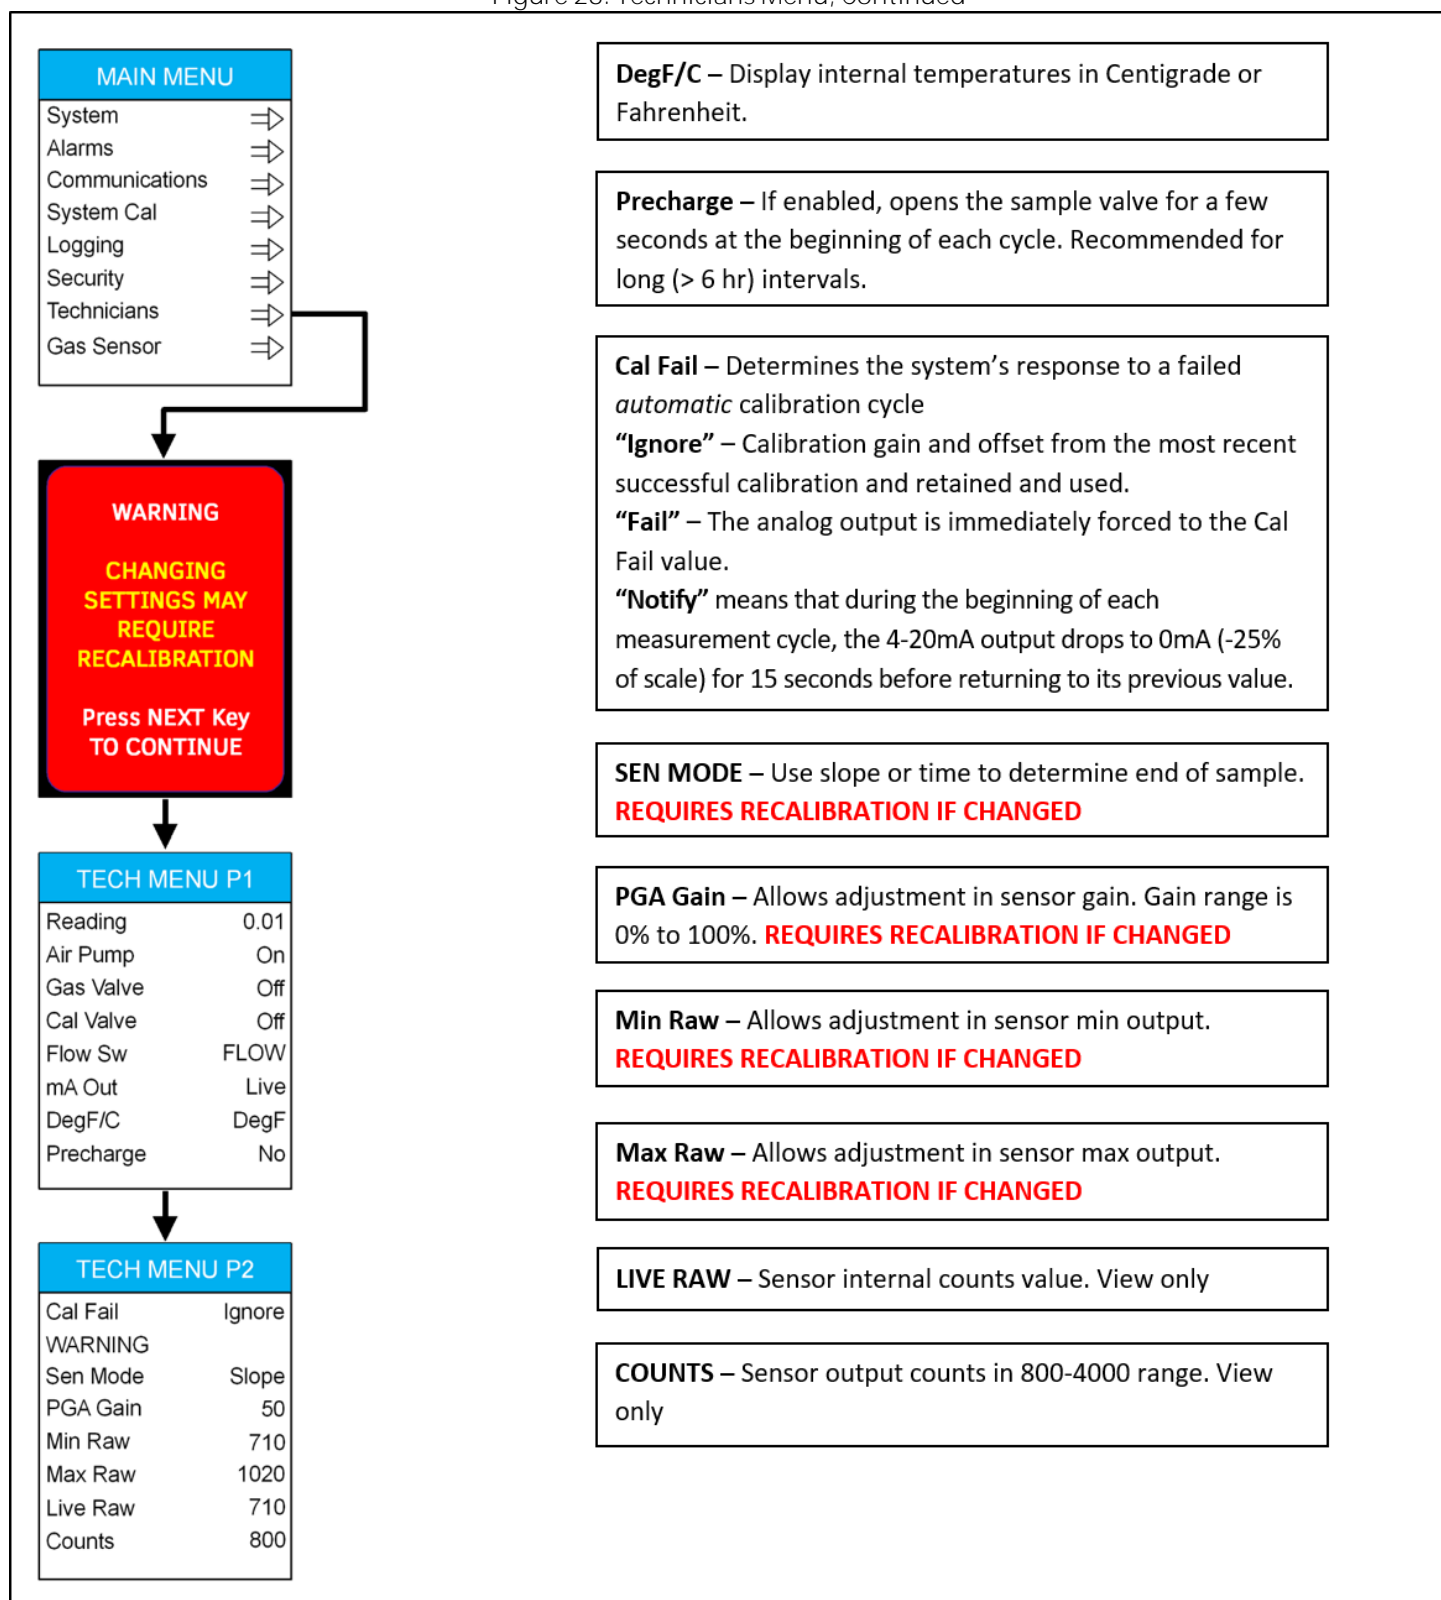 Figure 28: Technicians Menu, continued
MAIN MENU
System
Alarms
Communications
System Cal
Logging
Security
Technicians
Gas Sensor
WARNING
CHANGING
SETTINGS MAY
REQUIRE
RECALIBRATION
Press NEXT Key
TO CONTINUE
TECH MENU P1
Reading 0.01
Air Pump On
Gas Valve Off
Cal Valve Off
Flow Sw FLOW
mA Out Live
DegF/C DegF
Precharge No
TECH MENU P2
Cal Fail Ignore
WARNING
Sen Mode Slope
PGA Gain 50
Min Raw 710
Max Raw 1020
Live Raw 710
Counts 800
DegF/C – Display internal temperatures in Centigrade or
Fahrenheit.
Precharge – If enabled, opens the sample valve for a few
seconds at the beginning of each cycle. Recommended for
long (> 6 hr) intervals.
Cal Fail – Determines the system’s response to a failed
automatic calibration cycle
“Ignore” – Calibration gain and offset from the most recent
successful calibration and retained and used.
“Fail” – The analog output is immediately forced to the Cal
Fail value.
“Notify” means that during the beginning of each
measurement cycle, the 4-20mA output drops to 0mA (-25%
of scale) for 15 seconds before returning to its previous value.
SEN MODE – Use slope or time to determine end of sample.
REQUIRES RECALIBRATION IF CHANGED
PGA Gain – Allows adjustment in sensor gain. Gain range is
0% to 100%. REQUIRES RECALIBRATION IF CHANGED
Min Raw – Allows adjustment in sensor min output.
REQUIRES RECALIBRATION IF CHANGED
Max Raw – Allows adjustment in sensor max output.
REQUIRES RECALIBRATION IF CHANGED
LIVE RAW – Sensor internal counts value. View only
COUNTS – Sensor output counts in 800-4000 range. View
only